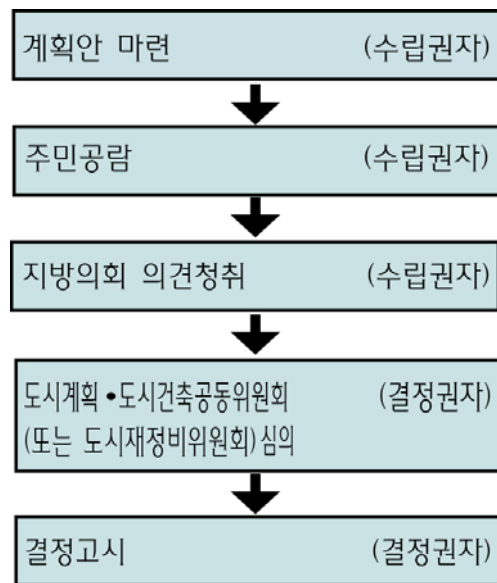 계획안 마련 (수립권자)
주민공람 (수립권자)
지방의회 의견청취 (수립권자)
도시계획•도시건축공동위원회 (결정권자)
(또는 도시재정비위원회)심의
결정고시 (결정권자)